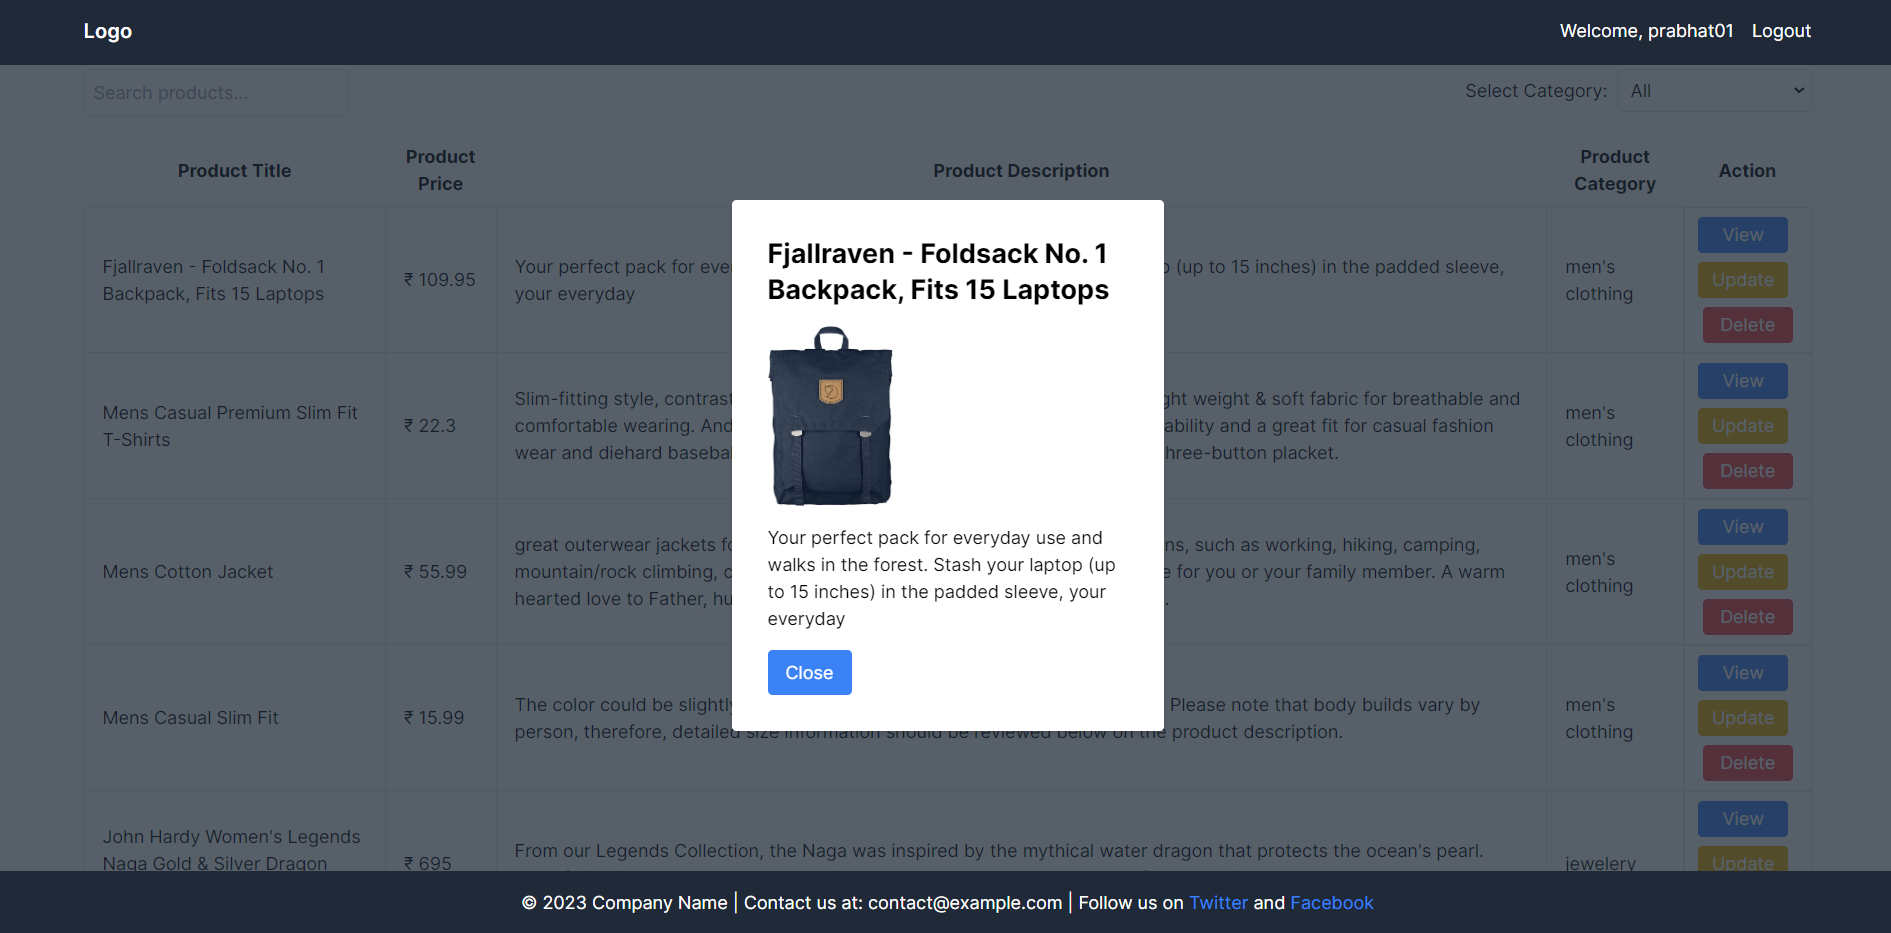 Logo
Welcome, prabhat01 Logout
Search products...
Select Category: All
Product Title
Product
Price
Product Description
Product
Category
Action
Fjallraven - Foldsack No. 1
Backpack, Fits 15 Laptops
₹ 109.95
Your perfect pack for eve
(up to 15 inches) in the padded sleeve,
your everyday
men's
clothing
View
Update
Delete
Mens Casual Premium Slim Fit
T-Shirts
₹ 22.3
Slim-fitting style, contrast
ght weight & soft fabric for breathable and
comfortable wearing. And
ability and a great fit for casual fashion
wear and diehard baseba
hree-button placket.
men's
clothing
View
Update
Delete
Mens Cotton Jacket
₹ 55.99
great outerwear jackets fo
ns, such as working, hiking, camping,
mountain/rock climbing, c
e for you or your family member. A warm
hearted love to Father, hu
men's
clothing
View
Update
Delete
Mens Casual Slim Fit
₹ 15.99
The color could be slightly
Please note that body builds vary by
person, therefore, detailed size information should be reviewed below on the product description.
men's
clothing
View
Update
Delete
John Hardy Women's Legends
Naga Gold & Silver Dragon
₹ 695
From our Legends Collection, the Naga was inspired by the mythical water dragon that protects the ocean's pearl.
jewelery
View
Update
Fjallraven - Foldsack No. 1
Backpack, Fits 15 Laptops
Your perfect pack for everyday use and
walks in the forest. Stash your laptop (up
to 15 inches) in the padded sleeve, your
everyday
Close
© 2023 Company Name | Contact us at: contact@example.com | Follow us on Twitter and Facebook